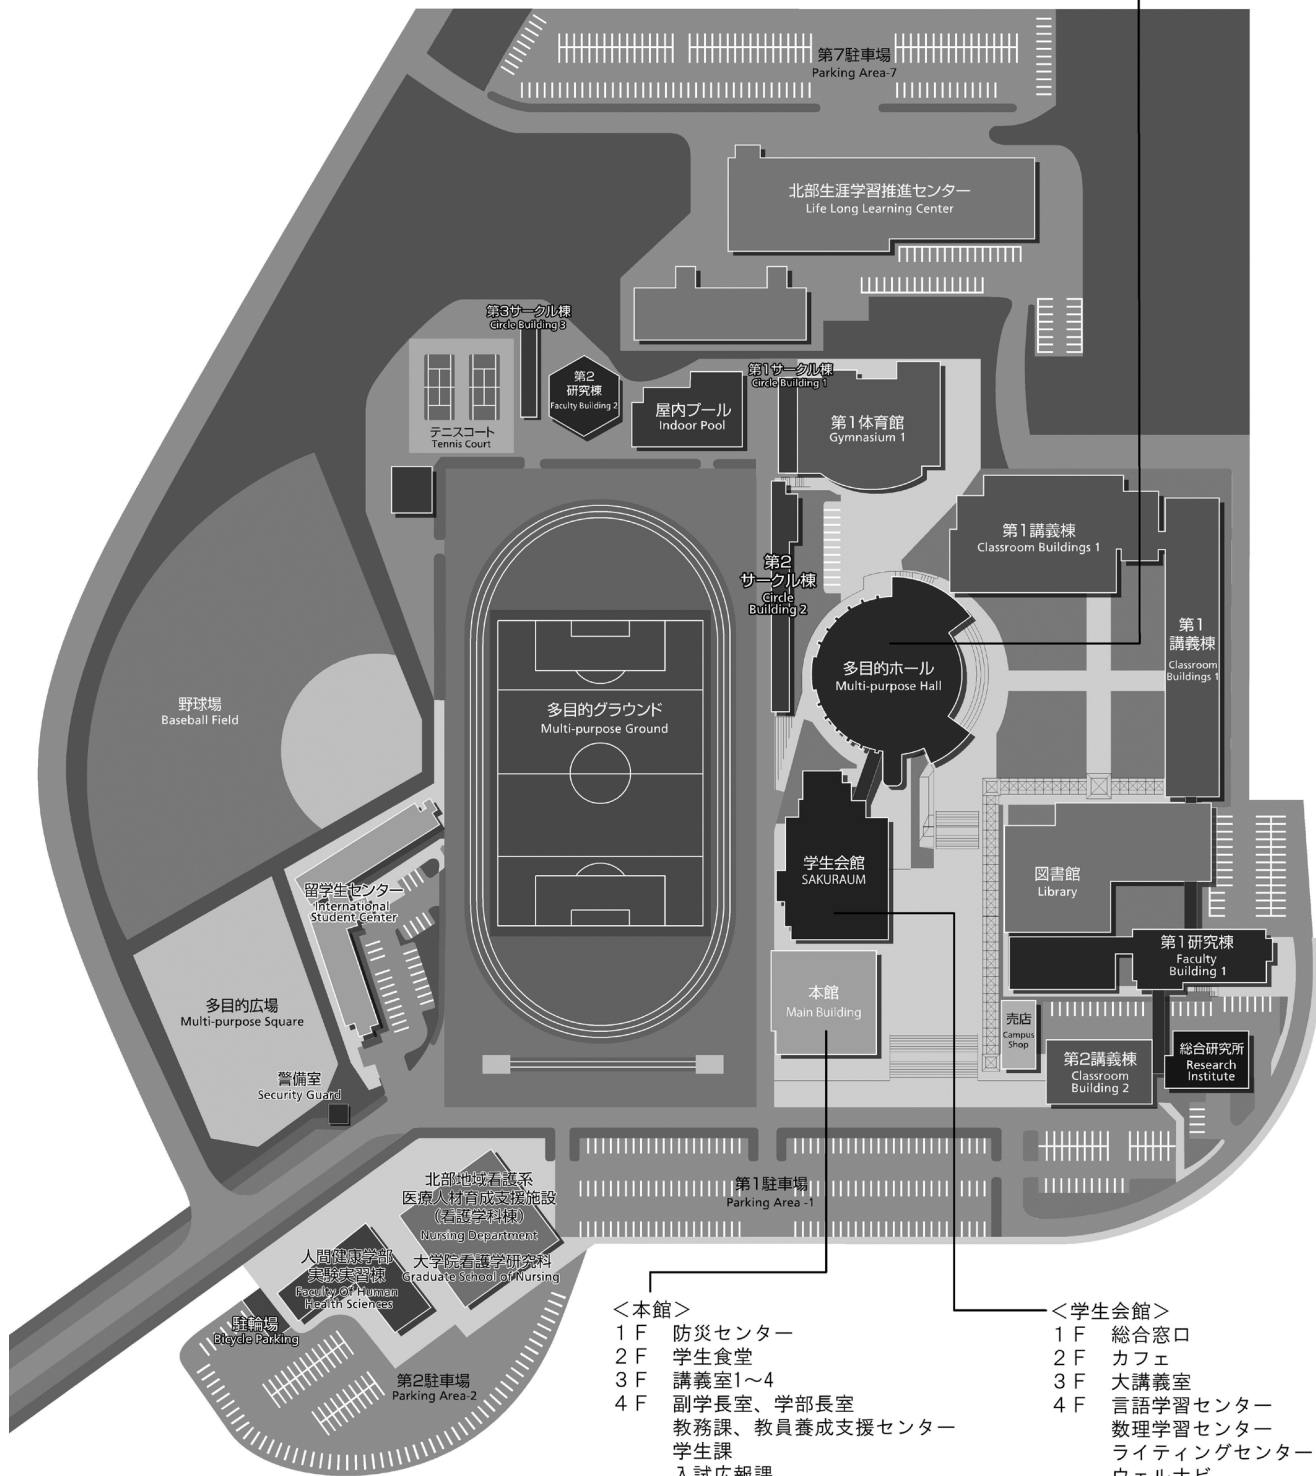 第7駐車場
Parking Area-7
北部生涯学習推進センター
Life Long Learning Center
第3サークル棟
Circle Building 3
第2
研究棟
Faculty Building 2
屋内プール
Indoor Pool
第1サークル棟
Circle Building 1
第1体育館
Gymnasium 1
テニスコート
Tennis Court
第1講義棟
Classroom Buildings 1
第2
サークル棟
Circle
Building 2
第1
講義棟
Classroom
Buildings 1
多目的ホール
Multi-purpose Hall
野球場
Baseball Field
多目的グラウンド
Multi-purpose Ground
学生会館
SAKURAUM
図書館
Library
留学生センター
International
Student Center
第1研究棟
Faculty
Building 1
多目的広場
Multi-purpose Square
本館
Main Building
売店
Campus
Shop
第2講義棟
Classroom
Building 2
総合研究所
Research
Institute
警備室
Security Guard
北部地域看護系
医療人材育成支援施設
(看護学科棟)
Nursing Department
大学院看護学研究科
Graduate School of Nursing
第1駐車場
Parking Area -1
人間健康学部
実験実習棟
Faculty Of Human
Health Sciences
駐輪場
Bicycle Parking
第2駐車場
Parking Area-2
<本館>
1F 防災センター
2F 学生食堂
3F 講義室1～4
4F 副学長室、学部長室
教務課、教員養成支援センター
学生課
入試広報課
<学生会館>
1F 総合窓口
2F カフェ
3F 大講義室
4F 言語学習センター
数理学習センター
ライティングセンター
ウェルナビ